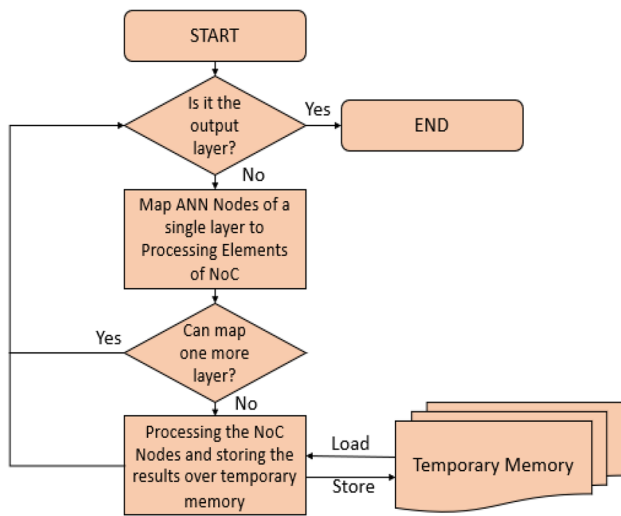 START
Is it the
output
layer?
Yes
END
No
Map ANN Nodes of a
single layer to
Processing Elements
of NoC
Yes
Can map
one more
layer?
No
Processing the NoC
Nodes and storing the
results over temporary
memory
Load
Store
Temporary Memory